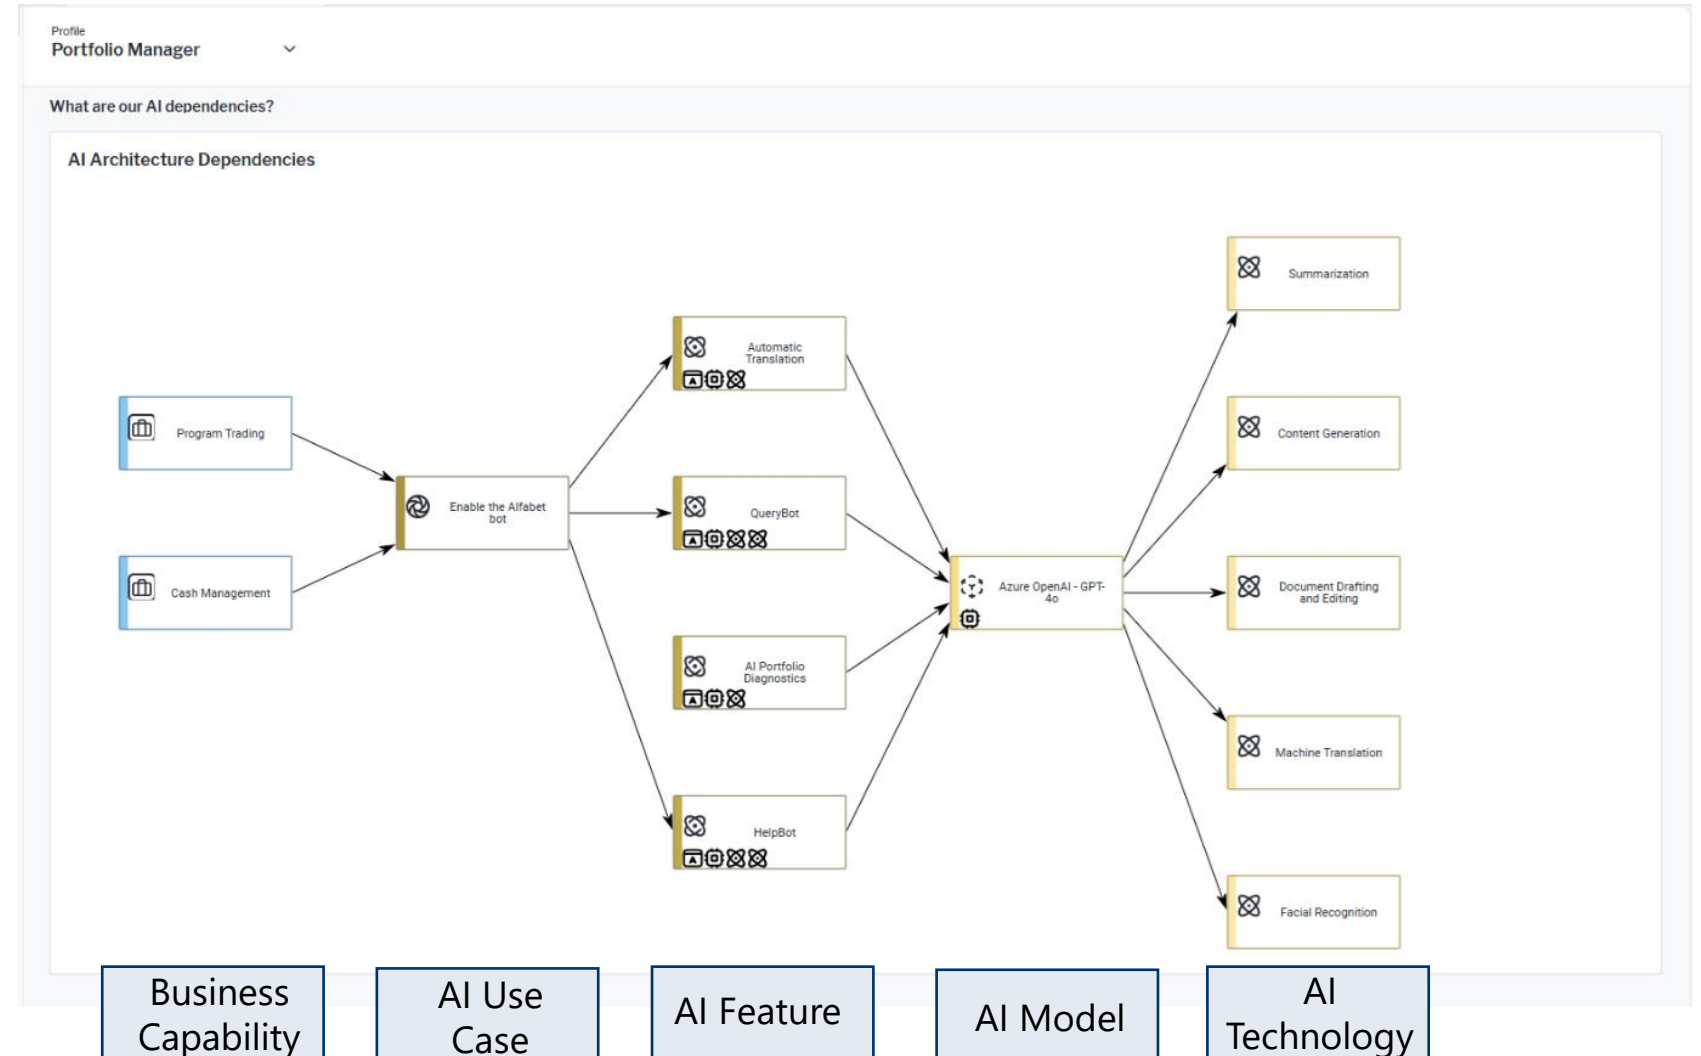 Profile
Portfolio Manager
What are our AI dependencies?
AI Architecture Dependencies
Program Trading
Cash Management
Enable the Alfabet
bot
Automatic
Translation
QueryBot
AI Portfolio
Diagnostics
HelpBot
Azure OpenAI - GPT-
4o
Summarization
Content Generation
Document Drafting
and Editing
Machine Translation
Facial Recognition
Business
Capability
AI Use
Case
AI Feature
AI Model
AI
Technology